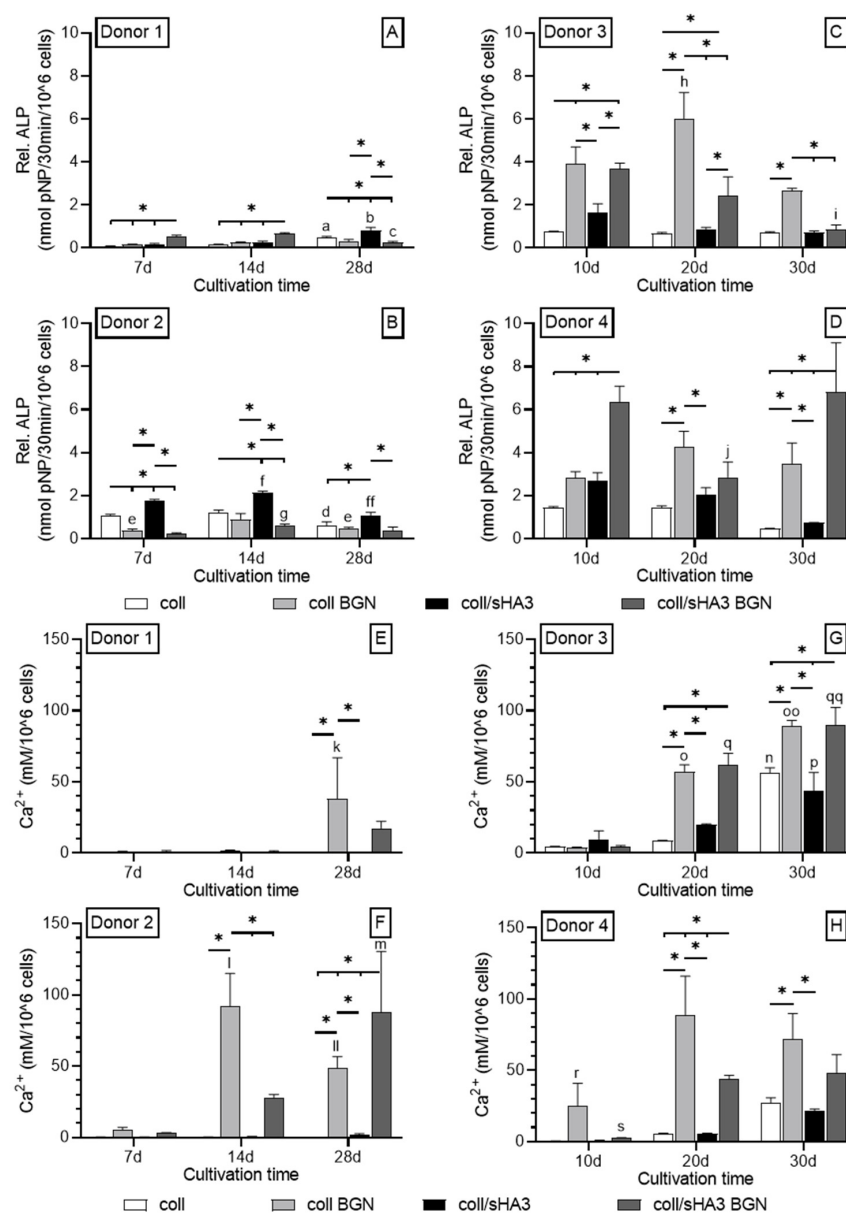 Donor 1
A
Rel. ALP
(nmol pNP/30min/10^6 cells)
10
8
6
4
2
0
*
*
*
*
*
a
b
c
7d
14d
28d
Cultivation time
Donor 3
C
Rel. ALP
(nmol pNP/30min/10^6 cells)
10
8
6
4
2
0
*
*
*
*
*
*
*
*
*
h
i
10d
20d
30d
Cultivation time
Donor 2
B
Rel. ALP
(nmol pNP/30min/10^6 cells)
10
8
6
4
2
0
*
*
*
*
*
*
*
*
e
f
g
d
e
ff
7d
14d
28d
Cultivation time
Donor 4
D
Rel. ALP
(nmol pNP/30min/10^6 cells)
10
8
6
4
2
0
*
*
*
*
*
*
j
10d
20d
30d
Cultivation time
coll
coll BGN
coll/sHA3
coll/sHA3 BGN
Donor 1
E
Ca2+ (mM/10^6 cells)
150
100
50
0
*
*
k
7d
14d
28d
Cultivation time
Donor 3
G
Ca2+ (mM/10^6 cells)
150
100
50
0
*
*
*
*
*
*
o
q
n
oo
p
qq
10d
20d
30d
Cultivation time
Donor 2
F
Ca2+ (mM/10^6 cells)
150
100
50
0
*
*
*
*
*
l
ll
m
7d
14d
28d
Cultivation time
Donor 4
H
Ca2+ (mM/10^6 cells)
150
100
50
0
*
*
*
*
*
r
s
10d
20d
30d
Cultivation time
coll
coll BGN
coll/sHA3
coll/sHA3 BGN